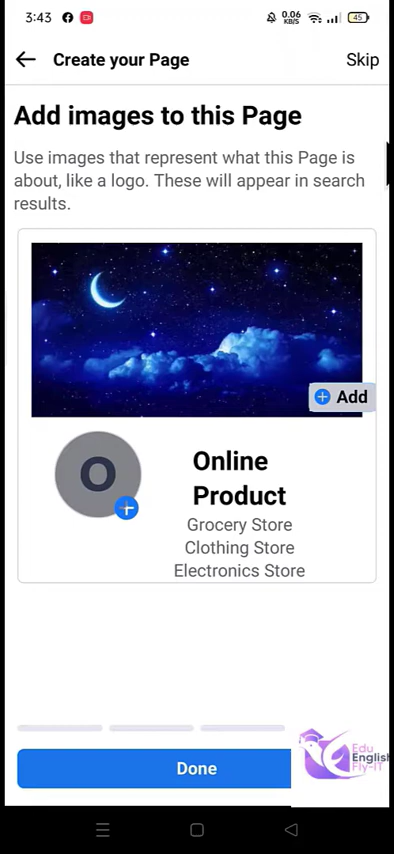 3:43
0.06
KB/S
45
Create your Page
Skip
Add images to this Page
Use images that represent what this Page is
about, like a logo. These will appear in search
results.
Add
O
Online
Product
Grocery Store
Clothing Store
Electronics Store
Edu
English
Fly-IT
Done